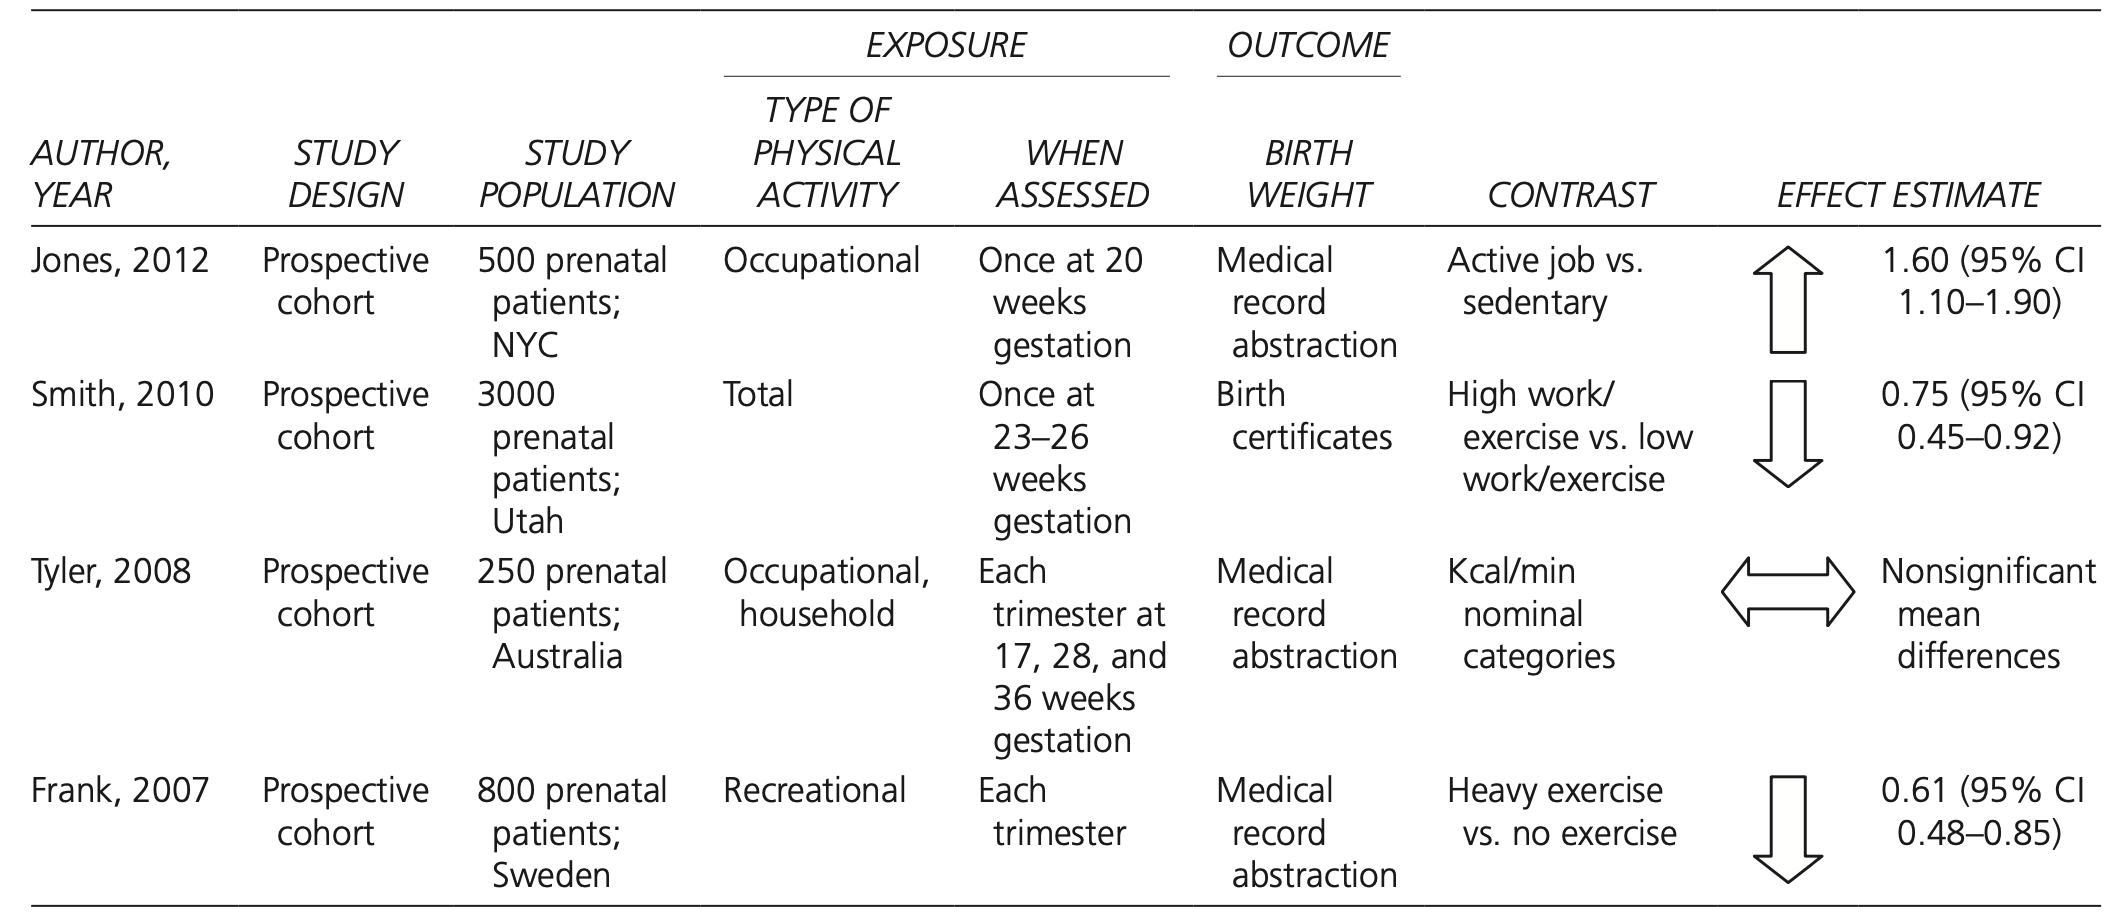 EXPOSURE
OUTCOME
AUTHOR,
YEAR
STUDY
DESIGN
STUDY
POPULATION
TYPE OF
PHYSICAL
ACTIVITY
WHEN
ASSESSED
BIRTH
WEIGHT
CONTRAST
EFFECT ESTIMATE
Jones, 2012
Prospective
cohort
500 prenatal
patients;
NYC
Occupational
Once at 20
weeks
gestation
Medical
record
abstraction
Active job vs.
sedentary
1.60 (95% CI
1.10–1.90)
Smith, 2010
Prospective
cohort
3000
prenatal
patients;
Utah
Total
Once at
23–26
weeks
gestation
Birth
certificates
High work/
exercise vs. low
work/exercise
0.75 (95% CI
0.45–0.92)
Tyler, 2008
Prospective
cohort
250 prenatal
patients;
Australia
Occupational,
household
Each
trimester at
17, 28, and
36 weeks
gestation
Medical
record
abstraction
Kcal/min
nominal
categories
Nonsignificant
mean
differences
Frank, 2007
Prospective
cohort
800 prenatal
patients;
Sweden
Recreational
Each
trimester
Medical
record
abstraction
Heavy exercise
vs. no exercise
0.61 (95% CI
0.48–0.85)